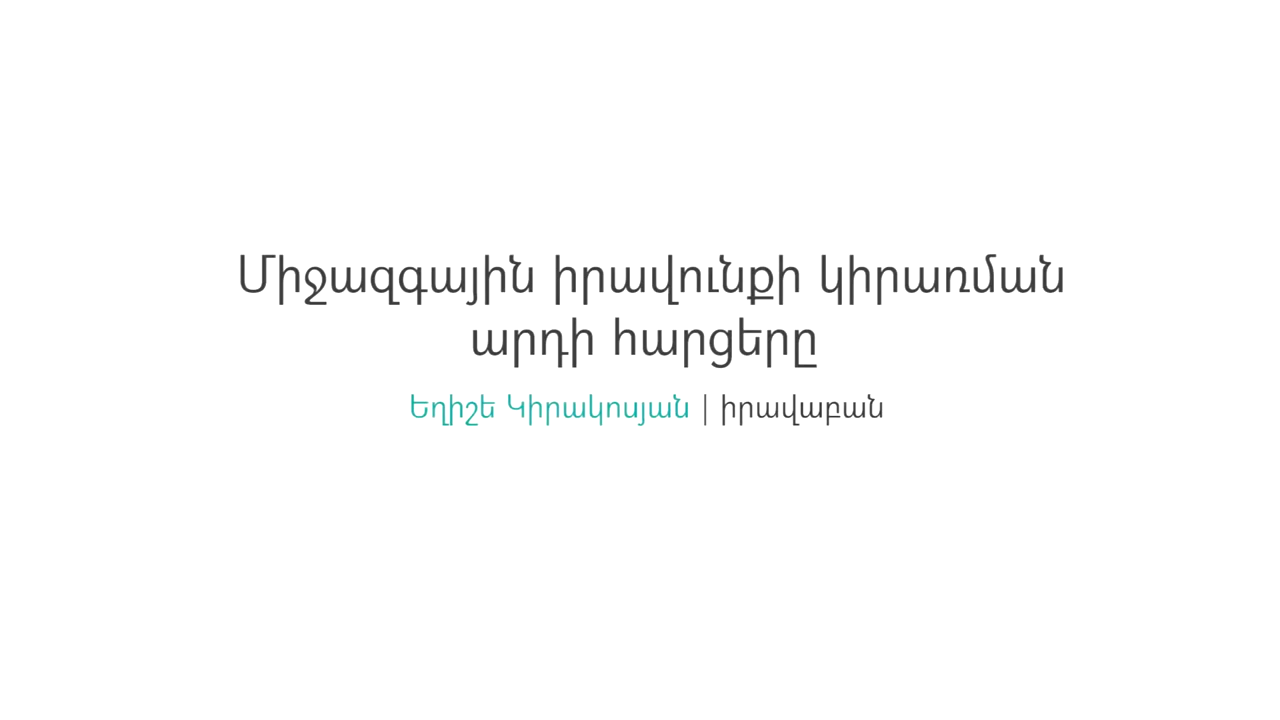 Միջազգային իրավունքի կիրառման
արդի հարցերը
Եղիշե Կիրակոսյան | իրավաբան